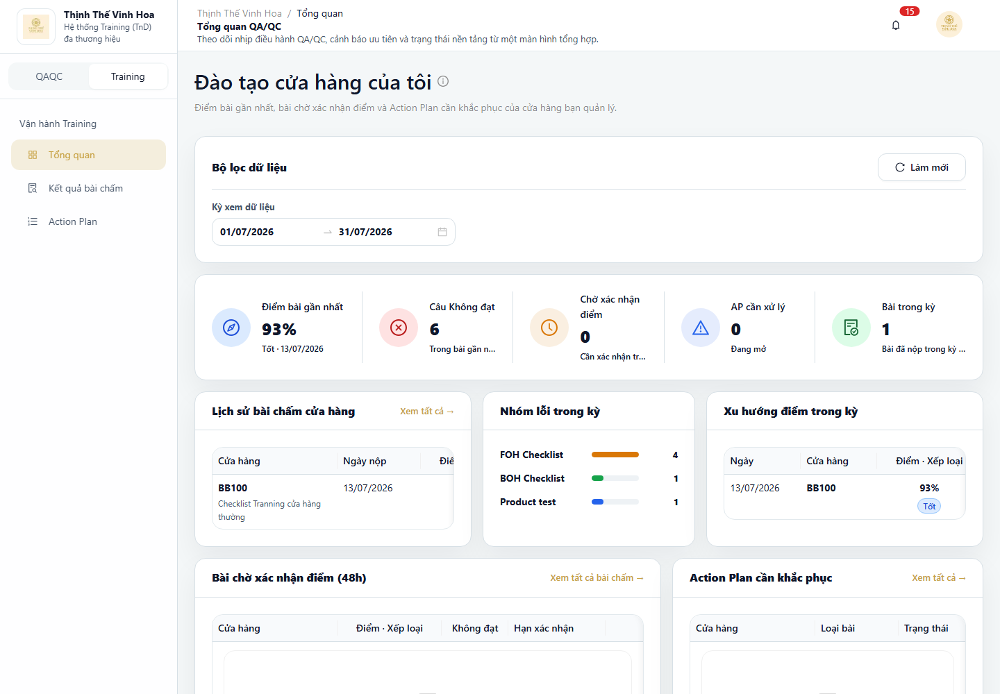 Thịnh Thế Vinh Hoa
Hệ thống Training (TnD)
đa thương hiệu
QAQC
Training
Vận hành Training
Tổng quan
Kết quả bài chấm
Action Plan
Thịnh Thế Vinh Hoa / Tổng quan
Tổng quan QA/QC
Theo dõi nhịp điều hành QA/QC, cảnh báo ưu tiên và trạng thái nền tảng từ một màn hình tổng hợp.
15
Đào tạo cửa hàng của tôi
Điểm bài gần nhất, bài chờ xác nhận điểm và Action Plan cần khắc phục của cửa hàng bạn quản lý.
Bộ lọc dữ liệu
Làm mới
Kỳ xem dữ liệu
01/07/2026
31/07/2026
Điểm bài gần nhất
93%
Tốt · 13/07/2026
Câu Không đạt
6
Trong bài gần n...
Chờ xác nhận
điểm
0
Cần xác nhận tr...
AP cần xử lý
0
Đang mở
Bài trong kỳ
1
Bài đã nộp trong kỳ ...
Lịch sử bài chấm cửa hàng
Xem tất cả →
Cửa hàng
Ngày nộp
Điể
BB100
13/07/2026
Checklist Tranning cửa hàng
thường
Nhóm lỗi trong kỳ
FOH Checklist
4
BOH Checklist
1
Product test
1
Xu hướng điểm trong kỳ
Ngày
Cửa hàng
Điểm · Xếp loại
13/07/2026
BB100
93%
Tốt
Bài chờ xác nhận điểm (48h)
Xem tất cả bài chấm →
Cửa hàng
Điểm · Xếp loại
Không đạt
Hạn xác nhận
Action Plan cần khắc phục
Xem tất cả →
Cửa hàng
Loại bài
Trạng thái